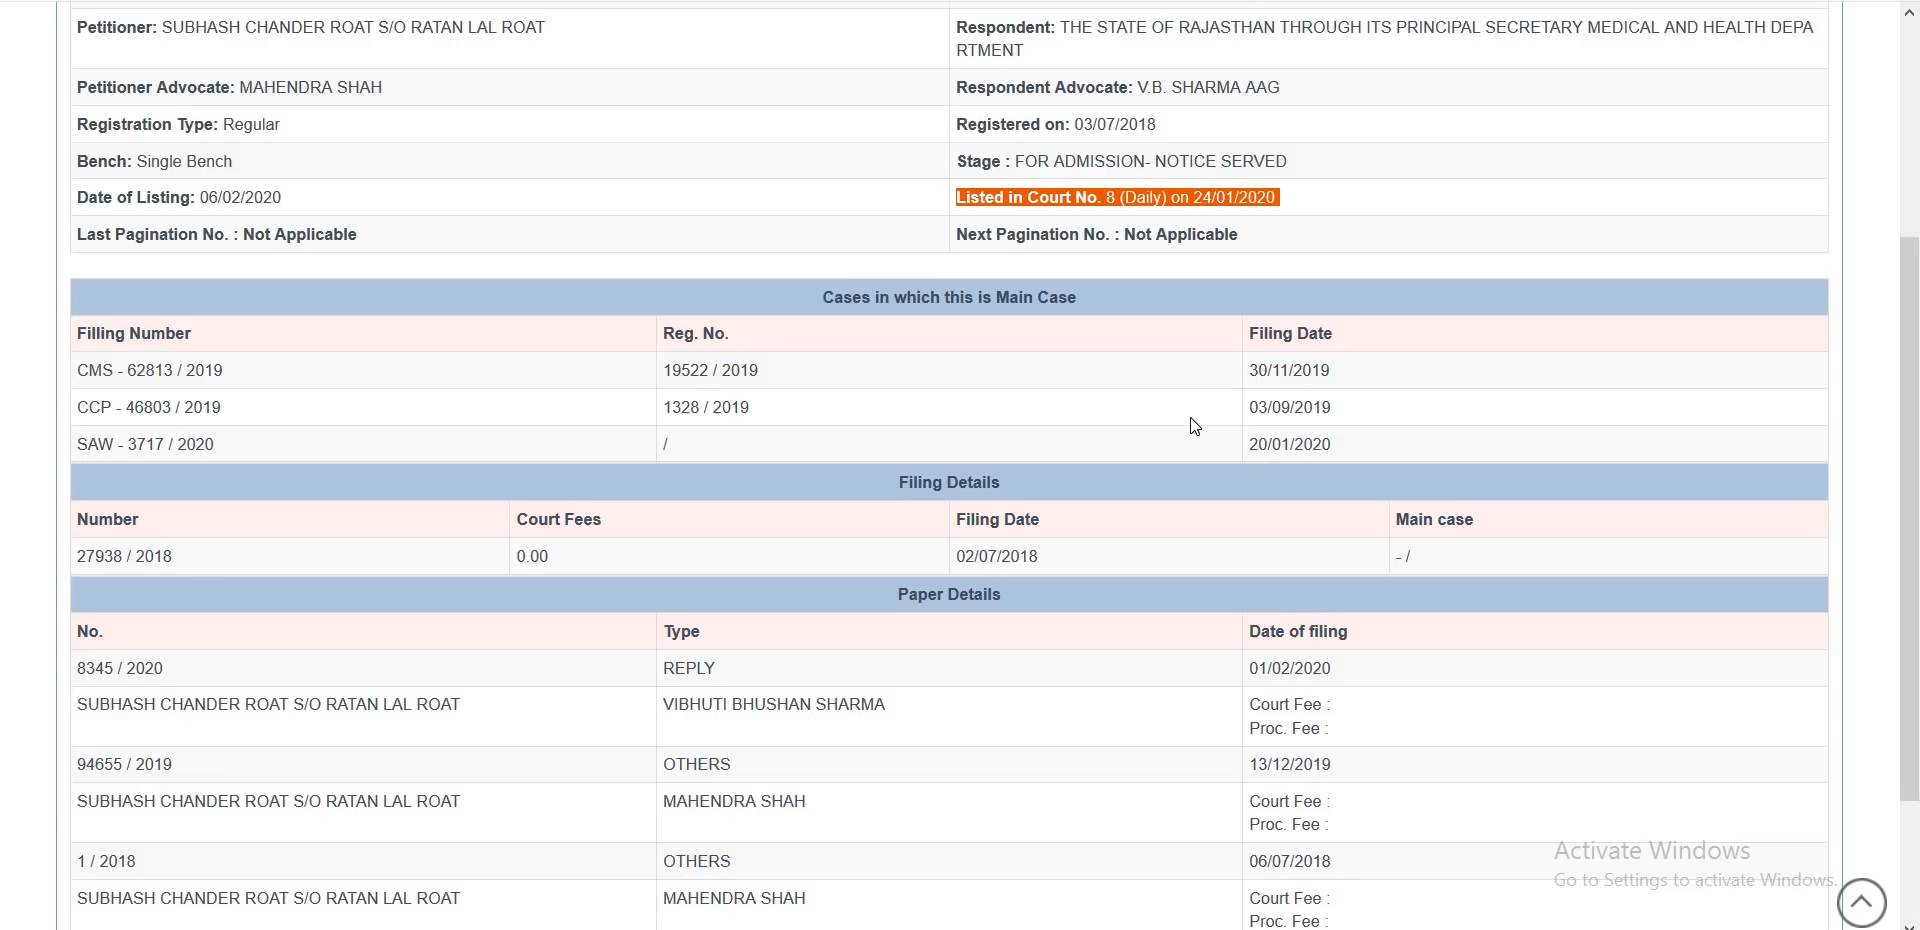 Petitioner: SUBHASH CHANDER ROAT S/O RATAN LAL ROAT
Respondent: THE STATE OF RAJASTHAN THROUGH ITS PRINCIPAL SECRETARY MEDICAL AND HEALTH DEPA
RTMENT
Petitioner Advocate: MAHENDRA SHAH
Respondent Advocate: V.B. SHARMA AAG
Registration Type: Regular
Registered on: 03/07/2018
Bench: Single Bench
Stage : FOR ADMISSION- NOTICE SERVED
Date of Listing: 06/02/2020
Listed in Court No. 8 (Daily) on 24/01/2020
Last Pagination No. : Not Applicable
Next Pagination No. : Not Applicable
Cases in which this is Main Case
Filling Number
Reg. No.
Filing Date
CMS - 62813 / 2019
19522 / 2019
30/11/2019
CCP - 46803 / 2019
1328 / 2019
03/09/2019
SAW - 3717 / 2020
/
20/01/2020
Filing Details
Number
Court Fees
Filing Date
Main case
27938 / 2018
0.00
02/07/2018
- /
Paper Details
No.
Type
Date of filing
8345 / 2020
REPLY
01/02/2020
SUBHASH CHANDER ROAT S/O RATAN LAL ROAT
VIBHUTI BHUSHAN SHARMA
Court Fee :
Proc. Fee :
94655 / 2019
OTHERS
13/12/2019
SUBHASH CHANDER ROAT S/O RATAN LAL ROAT
MAHENDRA SHAH
Court Fee :
Proc. Fee :
1 / 2018
OTHERS
06/07/2018
SUBHASH CHANDER ROAT S/O RATAN LAL ROAT
MAHENDRA SHAH
Court Fee :
Proc. Fee :
Activate Windows
Go to Settings to activate Windows.